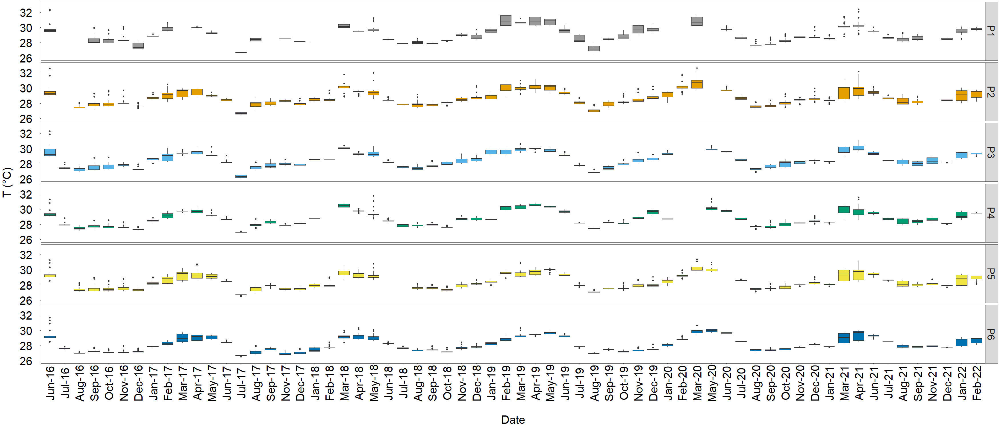 T (°C)
32
30
28
26
P1
32
30
28
26
P2
32
30
28
26
P3
32
30
28
26
P4
32
30
28
26
P5
32
30
28
26
P6
Jun-16
Jul-16
Aug-16
Sep-16
Oct-16
Nov-16
Dec-16
Jan-17
Feb-17
Mar-17
Apr-17
May-17
Jun-17
Jul-17
Aug-17
Sep-17
Nov-17
Dec-17
Jan-18
Feb-18
Mar-18
Apr-18
May-18
Jun-18
Jul-18
Aug-18
Sep-18
Oct-18
Nov-18
Dec-18
Jan-19
Feb-19
Mar-19
Apr-19
May-19
Jun-19
Jul-19
Aug-19
Sep-19
Oct-19
Nov-19
Dec-19
Jan-20
Feb-20
Mar-20
May-20
Jun-20
Jul-20
Aug-20
Sep-20
Oct-20
Nov-20
Dec-20
Jan-21
Mar-21
Apr-21
Jun-21
Jul-21
Aug-21
Sep-21
Nov-21
Dec-21
Jan-22
Feb-22
Date